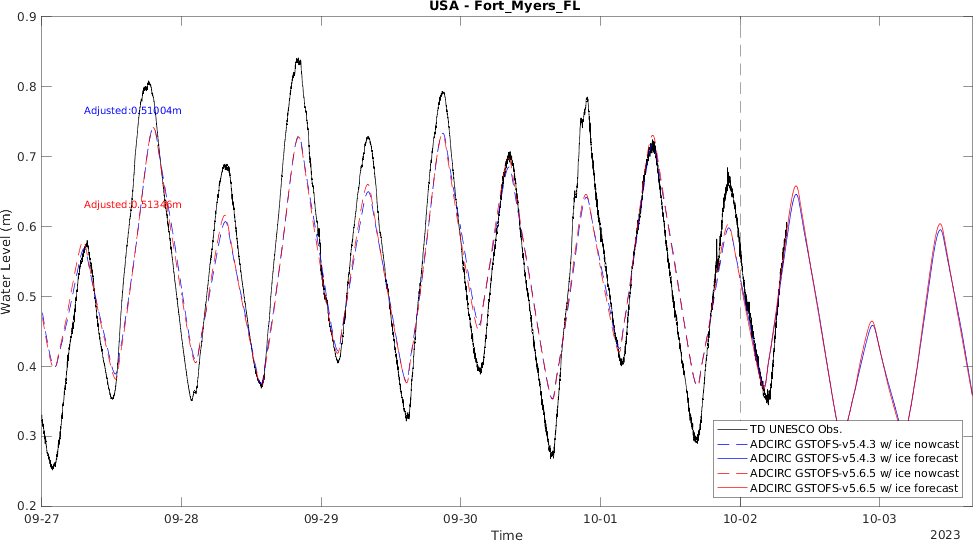 USA - Fort_Myers_FL
0.9
0.8
0.7
0.6
0.5
0.4
0.3
0.2
Water Level (m)
Adjusted:0.51004m
Adjusted:0.51346m
TD UNESCO Obs.
ADCIRC GSTOFS-v5.4.3 w/ ice nowcast
ADCIRC GSTOFS-v5.4.3 w/ ice forecast
ADCIRC GSTOFS-v5.6.5 w/ ice nowcast
ADCIRC GSTOFS-v5.6.5 w/ ice forecast
09-27 09-28 09-29 09-30 10-01 10-02 10-03
Time
2023